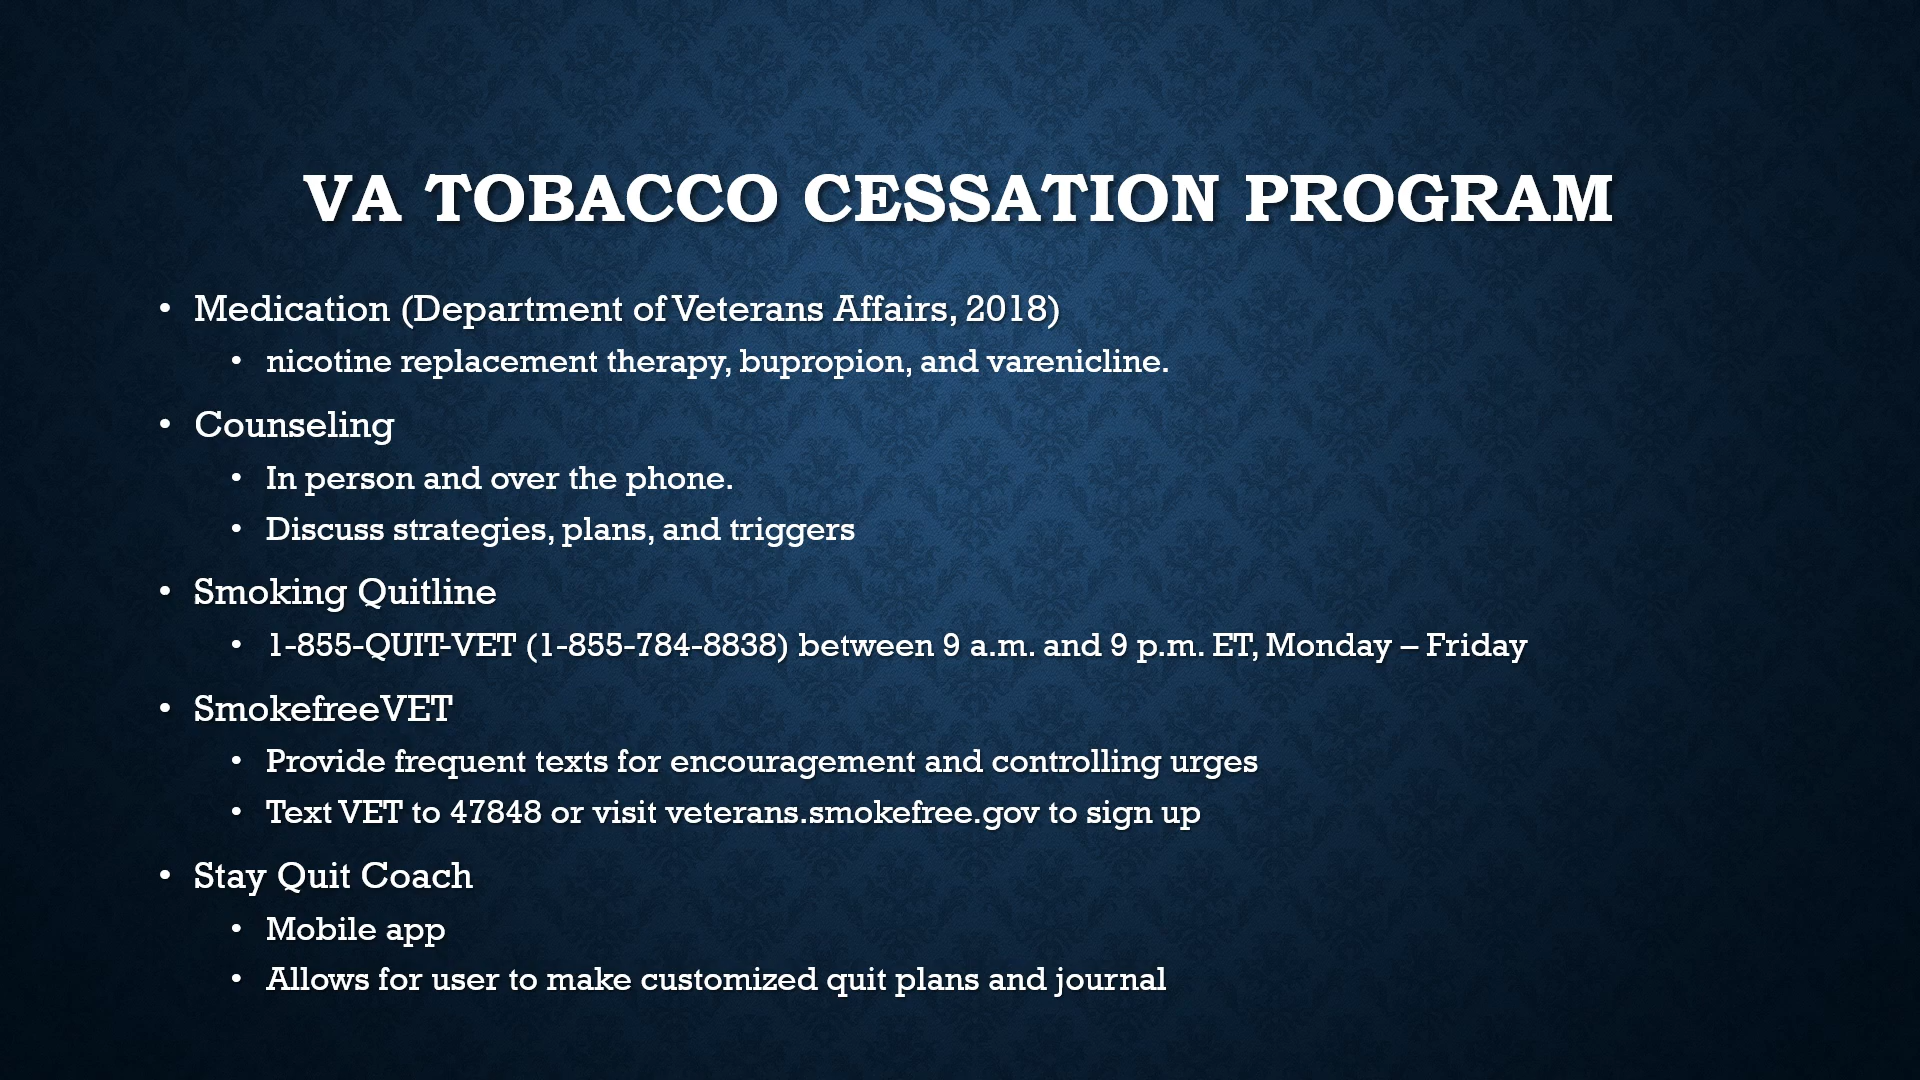 VA TOBACCO CESSATION PROGRAM
• Medication (Department of Veterans Affairs, 2018)
• nicotine replacement therapy, bupropion, and varenicline.
• Counseling
• In person and over the phone.
• Discuss strategies, plans, and triggers
• Smoking Quitline
• 1-855-QUIT-VET (1-855-784-8838) between 9 a.m. and 9 p.m. ET, Monday – Friday
• SmokefreeVET
• Provide frequent texts for encouragement and controlling urges
• Text VET to 47848 or visit veterans.smokefree.gov to sign up
• Stay Quit Coach
• Mobile app
• Allows for user to make customized quit plans and journal